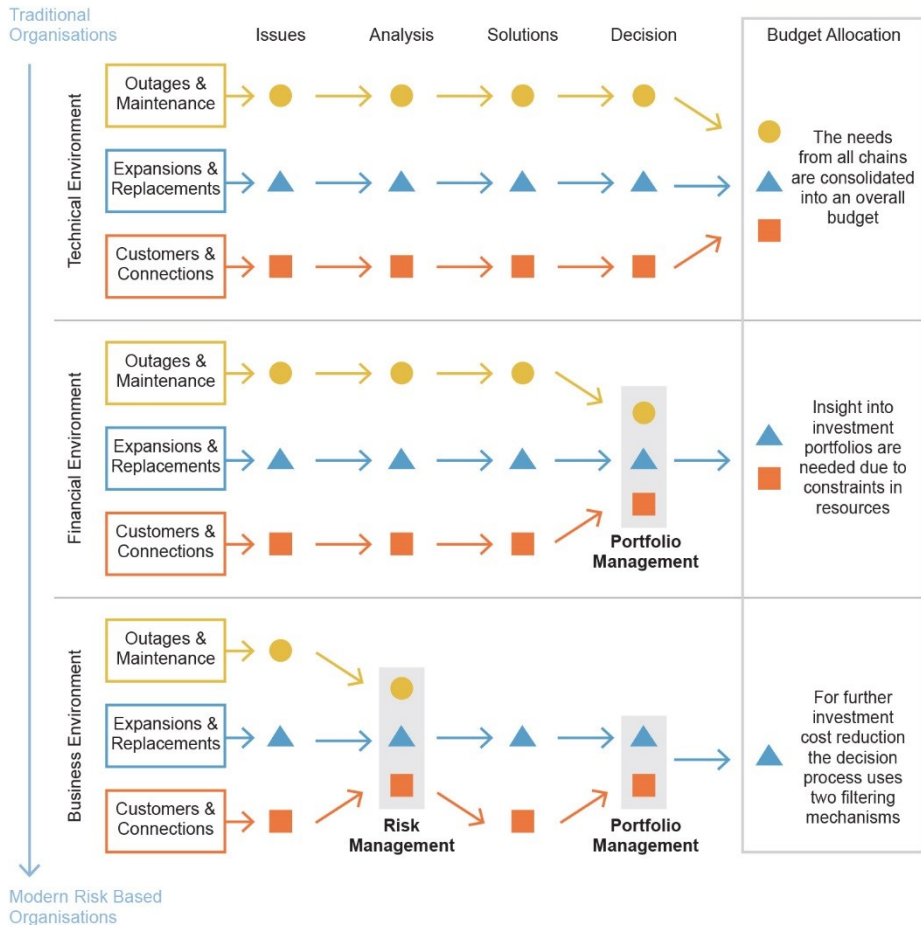 Traditional
Organisations
Issues
Analysis
Solutions
Decision
Budget Allocation
Technical Environment
Outages &
Maintenance
Expansions &
Replacements
Customers &
Connections
The needs
from all chains
are consolidated
into an overall
budget
Financial Environment
Outages &
Maintenance
Expansions &
Replacements
Customers &
Connections
Portfolio
Management
Insight into
investment
portfolios are
needed due to
constraints in
resources
Business Environment
Outages &
Maintenance
Expansions &
Replacements
Customers &
Connections
Risk
Management
Portfolio
Management
For further
investment
cost reduction
the decision
process uses
two filtering
mechanisms
Modern Risk Based
Organisations